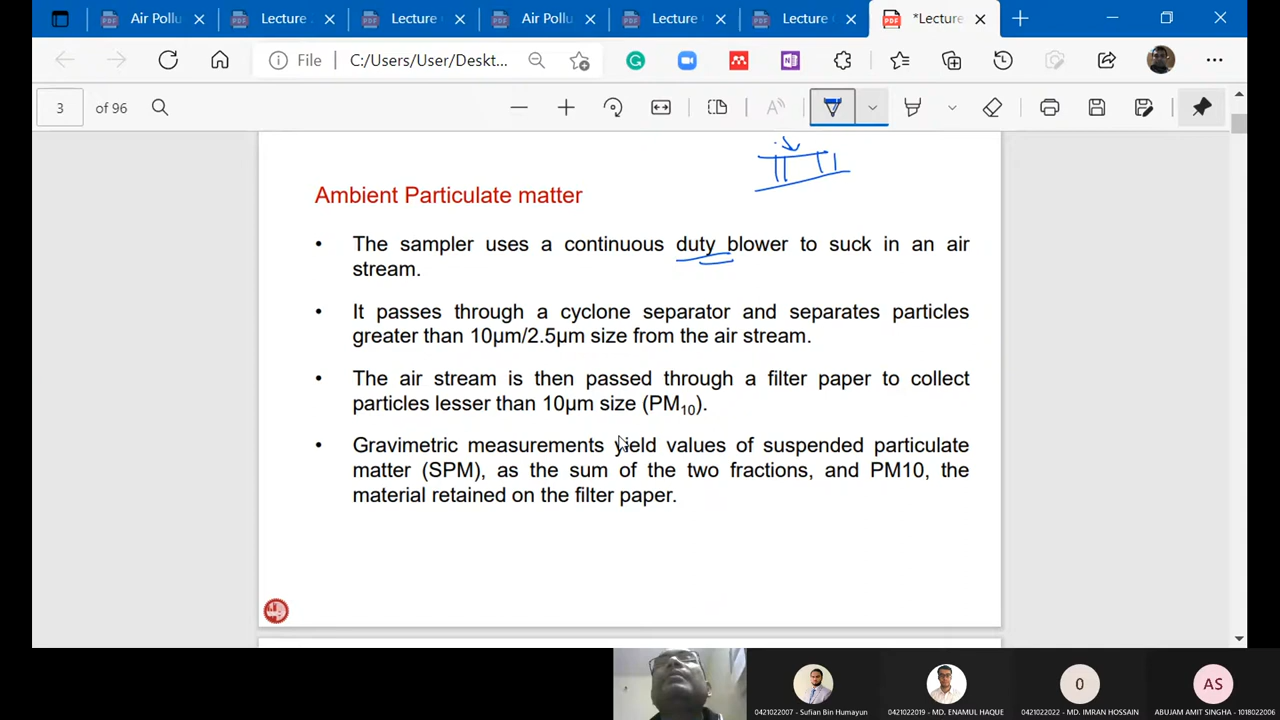 Air Pollu
Lecture
Lecture
Air Pollu
Lecture
Lecture
*Lecture
File
C:/Users/User/Deskt...
3
of 96
Ambient Particulate matter
• The sampler uses a continuous duty blower to suck in an air
stream.
• It passes through a cyclone separator and separates particles
greater than 10μm/2.5μm size from the air stream.
• The air stream is then passed through a filter paper to collect
particles lesser than 10μm size (PM10).
• Gravimetric measurements yield values of suspended particulate
matter (SPM), as the sum of the two fractions, and PM10, the
material retained on the filter paper.
0
AS
0421022007 - Sufian Bin Humayun
0421022019 - MD. ENAMUL HAQUE
0421022022 - MD. IMRAN HOSSAIN
ABUJAM AMIT SINGHA - 1018022006